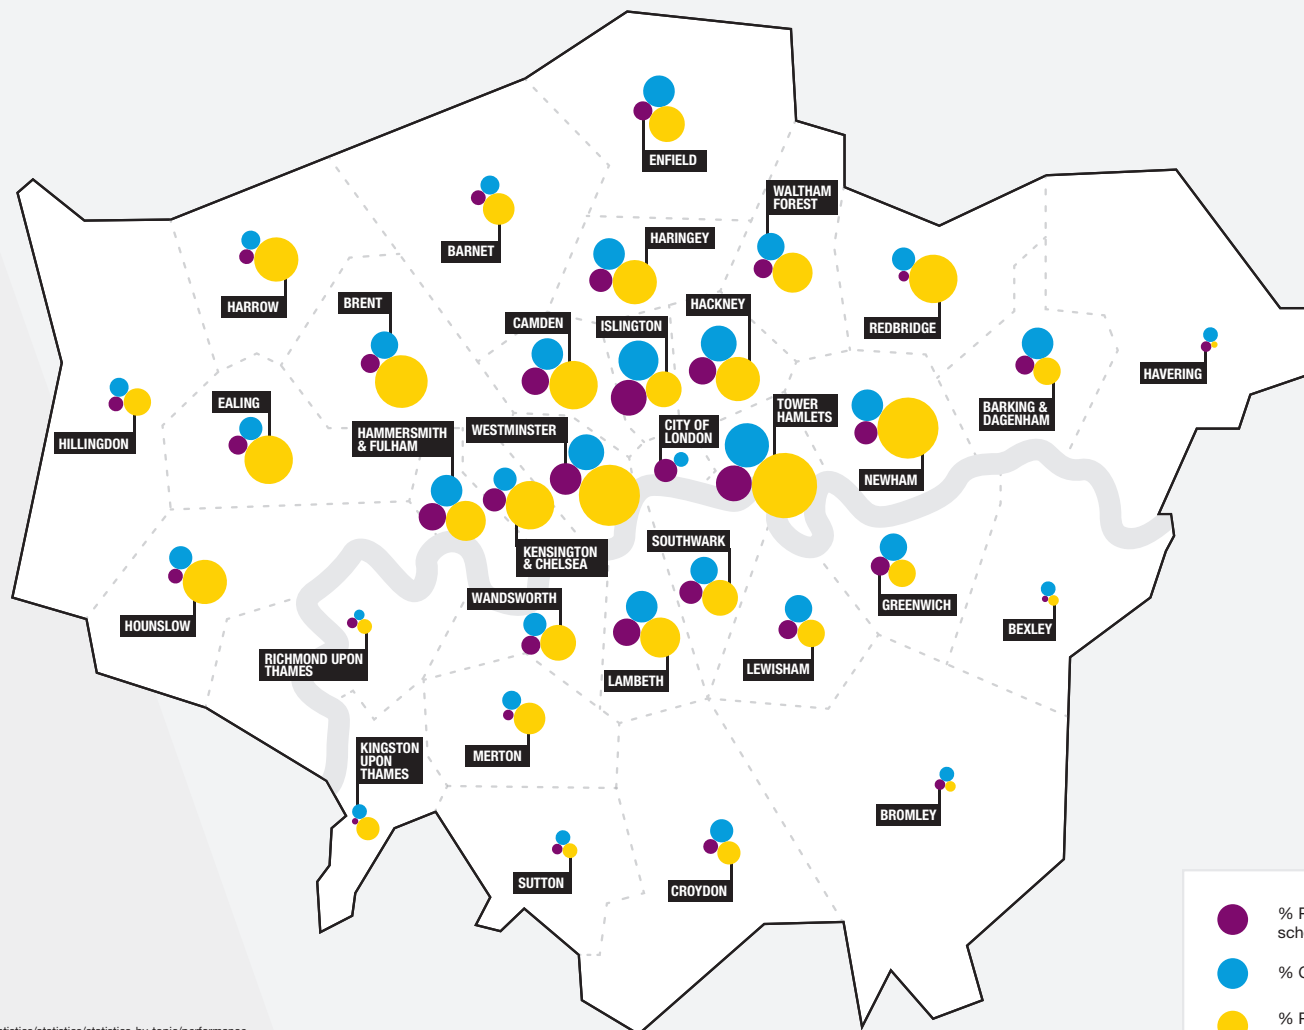 ENFIELD
WALTHAM
FOREST
HARINGEY
BARNET
HARROW
BRENT
HACKNEY
CAMDEN
ISLINGTON
REDBRIDGE
HAVERING
EALING
HILLINGDON
HAMMERSMITH
& FULHAM
WESTMINSTER
CITY OF
LONDON
TOWER
HAMLETS
BARKING &
DAGENHAM
NEWHAM
KENSINGTON
& CHELSEA
SOUTHWARK
WANDSWORTH
GREENWICH
HOUNSLOW
BEXLEY
RICHMOND UPON
THAMES
LAMBETH
LEWISHAM
MERTON
KINGSTON
UPON
THAMES
BROMLEY
SUTTON
CROYDON
%
%
%